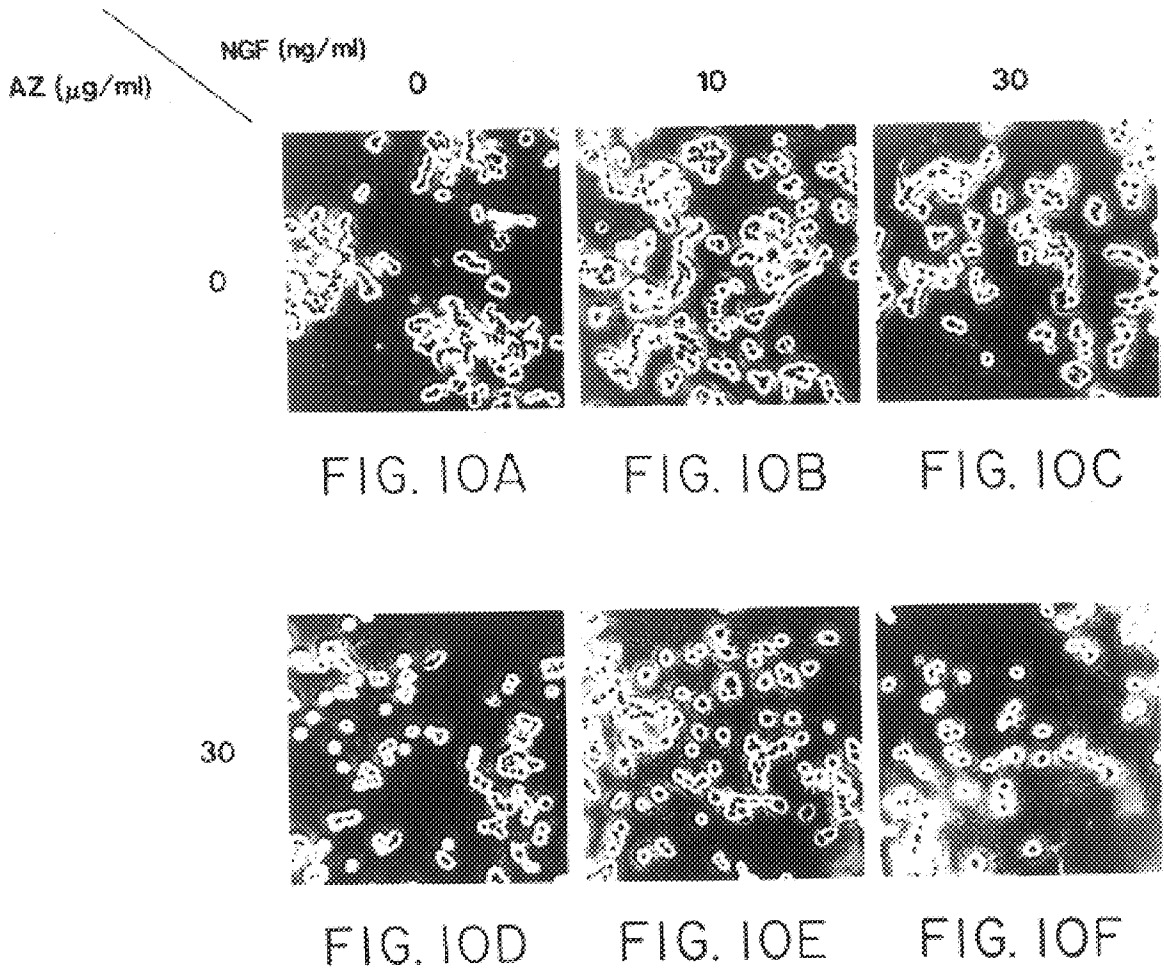 NGF (ng/ml)
AZ (µg/ml)
0 10 30
0
FIG. 10A FIG. 10B FIG. 10C
30
FIG. 10D FIG. 10E FIG. 10F